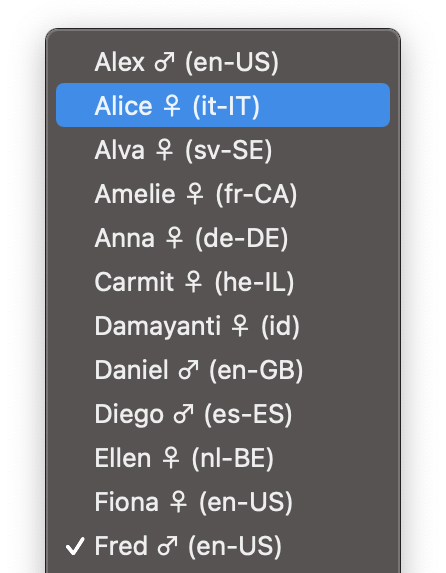 Alex ♂ (en-US)
Alice ♀ (it-IT)
Alva ♀ (sv-SE)
Amelie ♀ (fr-CA)
Anna ♀ (de-DE)
Carmit ♀ (he-IL)
Damayanti ♀ (id)
Daniel ♂ (en-GB)
Diego ♂ (es-ES)
Ellen ♀ (nl-BE)
Fiona ♀ (en-US)
✓ Fred ♂ (en-US)